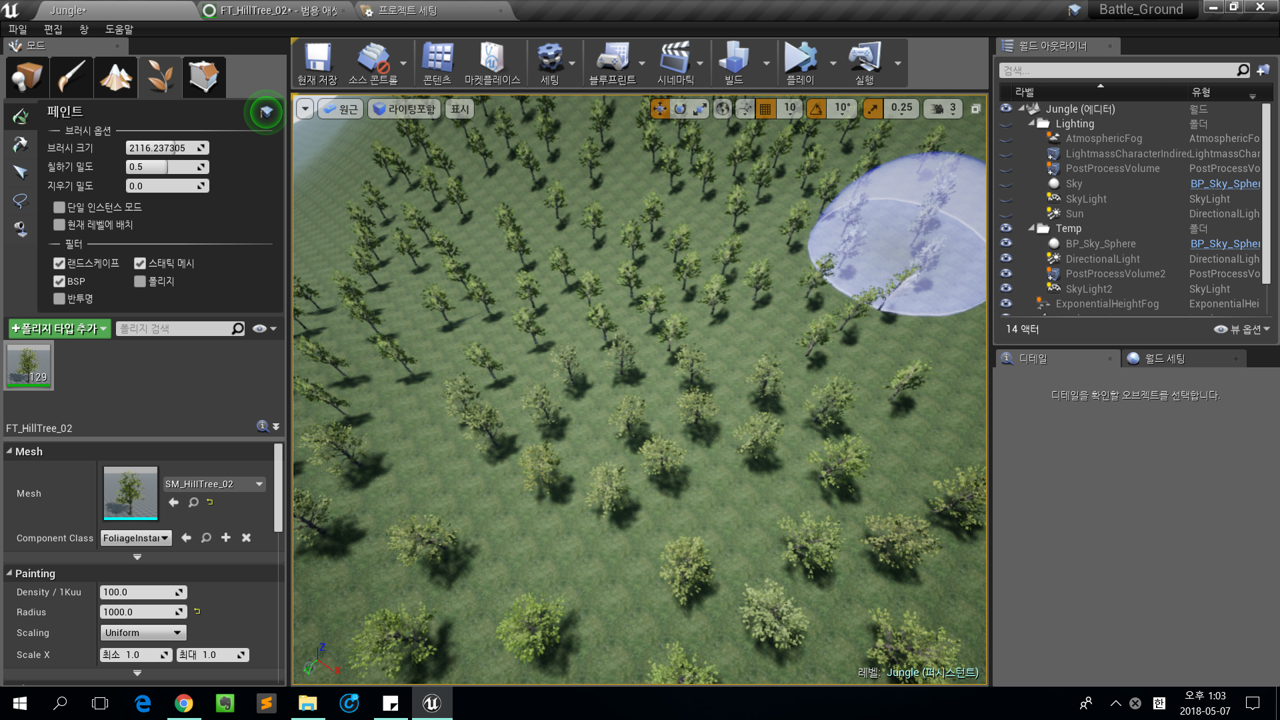 Jungle•
FT_HillTree_02•
프로젝트 세팅
Battle_Ground
파일
편집
창
도움말
모드
현재 저장
소스 콘트롤
콘텐츠
마켓플레이스
세팅
블루프린트
시네마틱
빌드
플레이
실행
월드 아웃라이너
검색...
라벨
유형
Jungle (에디터)
월드
Lighting
폴더
AtmosphericFog
AtmosphericFo
LightmassCharacterIndire
LightmassChar
PostProcessVolume
PostProcessVo
Sky
BP_Sky_Sphe
SkyLight
SkyLight
Sun
DirectionalLigh
Temp
폴더
BP_Sky_Sphere
BP_Sky_Sphe
DirectionalLight
DirectionalLigh
PostProcessVolume2
PostProcessVo
SkyLight2
SkyLight
ExponentialHeightFog
ExponentialHei
14 액터
뷰 옵션
디테일
월드 세팅
디테일을 확인할 오브젝트를 선택합니다.
페인트
브러시 옵션
브러시 크기
2116.237305
칠하기 밀도
0.5
지우기 밀도
0.0
단일 인스턴스 모드
현재 레벨에 배치
필터
랜드스케이프
스태틱 메시
BSP
폴리지
반투명
+폴리지 타입 추가
폴리지 검색
129
FT_HillTree_02
Mesh
Mesh
SM_HillTree_02
Component Class
FoliageInstan
Painting
Density / 1Kuu
100.0
Radius
1000.0
Scaling
Uniform
Scale X
최소 1.0
최대 1.0
원근
라이팅포함
표시
10
10°
0.25
3
Z
레벨: Jungle (퍼시스턴트)
한
오후 1:03
2018-05-07